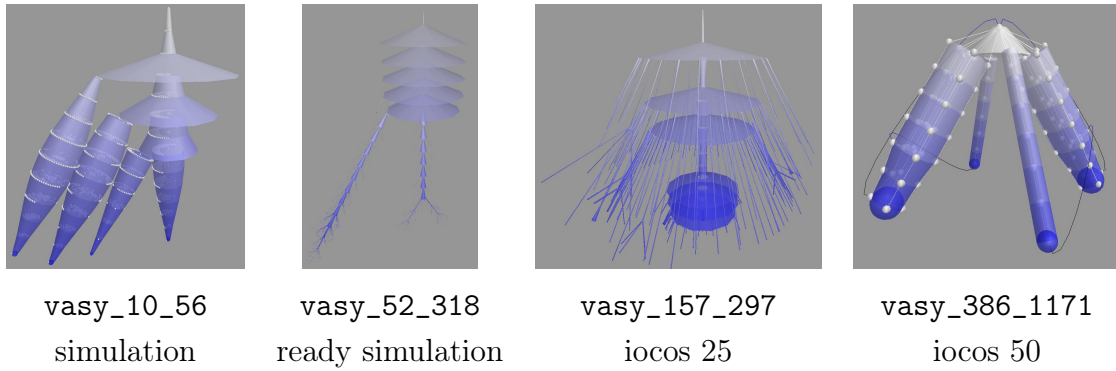 vasy_10_56
simulation
vasy_52_318
ready simulation
vasy_157_297
iocos 25
vasy_386_1171
iocos 50